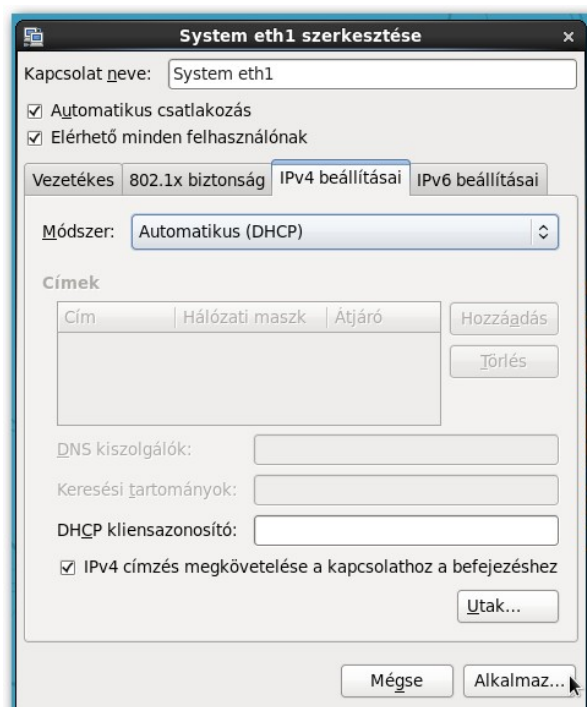 System eth1 szerkesztése
Kapcsolat neve: System eth1
Automatikus csatlakozás
Elérhető minden felhasználónak
Vezetékes 802.1x biztonság IPv4 beállításai IPv6 beállításai
Módszer: Automatikus (DHCP)
Címek
Cím Hálózati maszk Átjáró Hozzáadás
Törlés
DNS kiszolgálók:
Keresési tartományok:
DHCP kliensazonosító:
IPv4 címzés megkövetelése a kapcsolathoz a befejezéshez
Utak...
Mégse Alkalmaz...